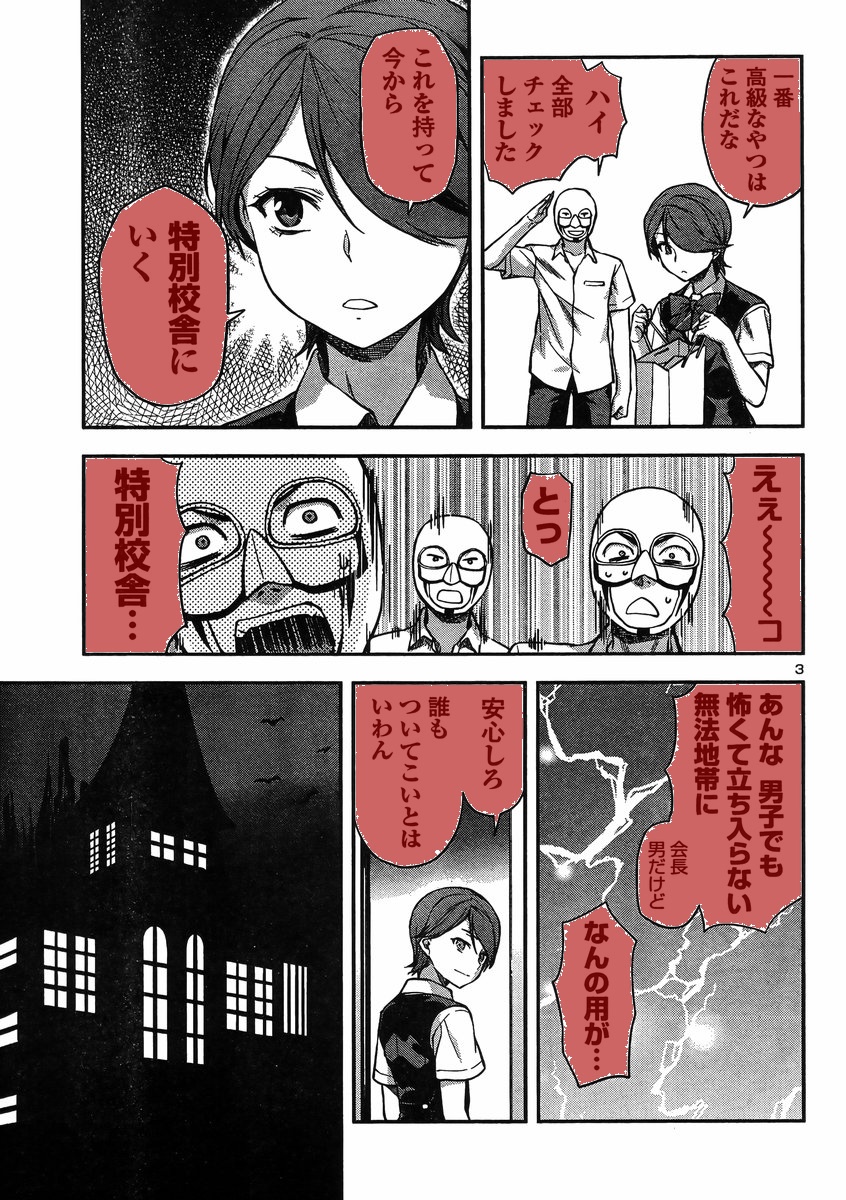 一番
高級なやつは
これだな
ハイ
全部
チェック
しました
これを持って
今から
特別校舎に
いく
ええ〜〜〜〜〜っ
とっ
特別校舎…
3
あんな 男子でも
怖くて立ち入らない
無法地帯に
会長
男だけど
なんの用が…
安心しろ
誰も
ついてこいとは
いわん